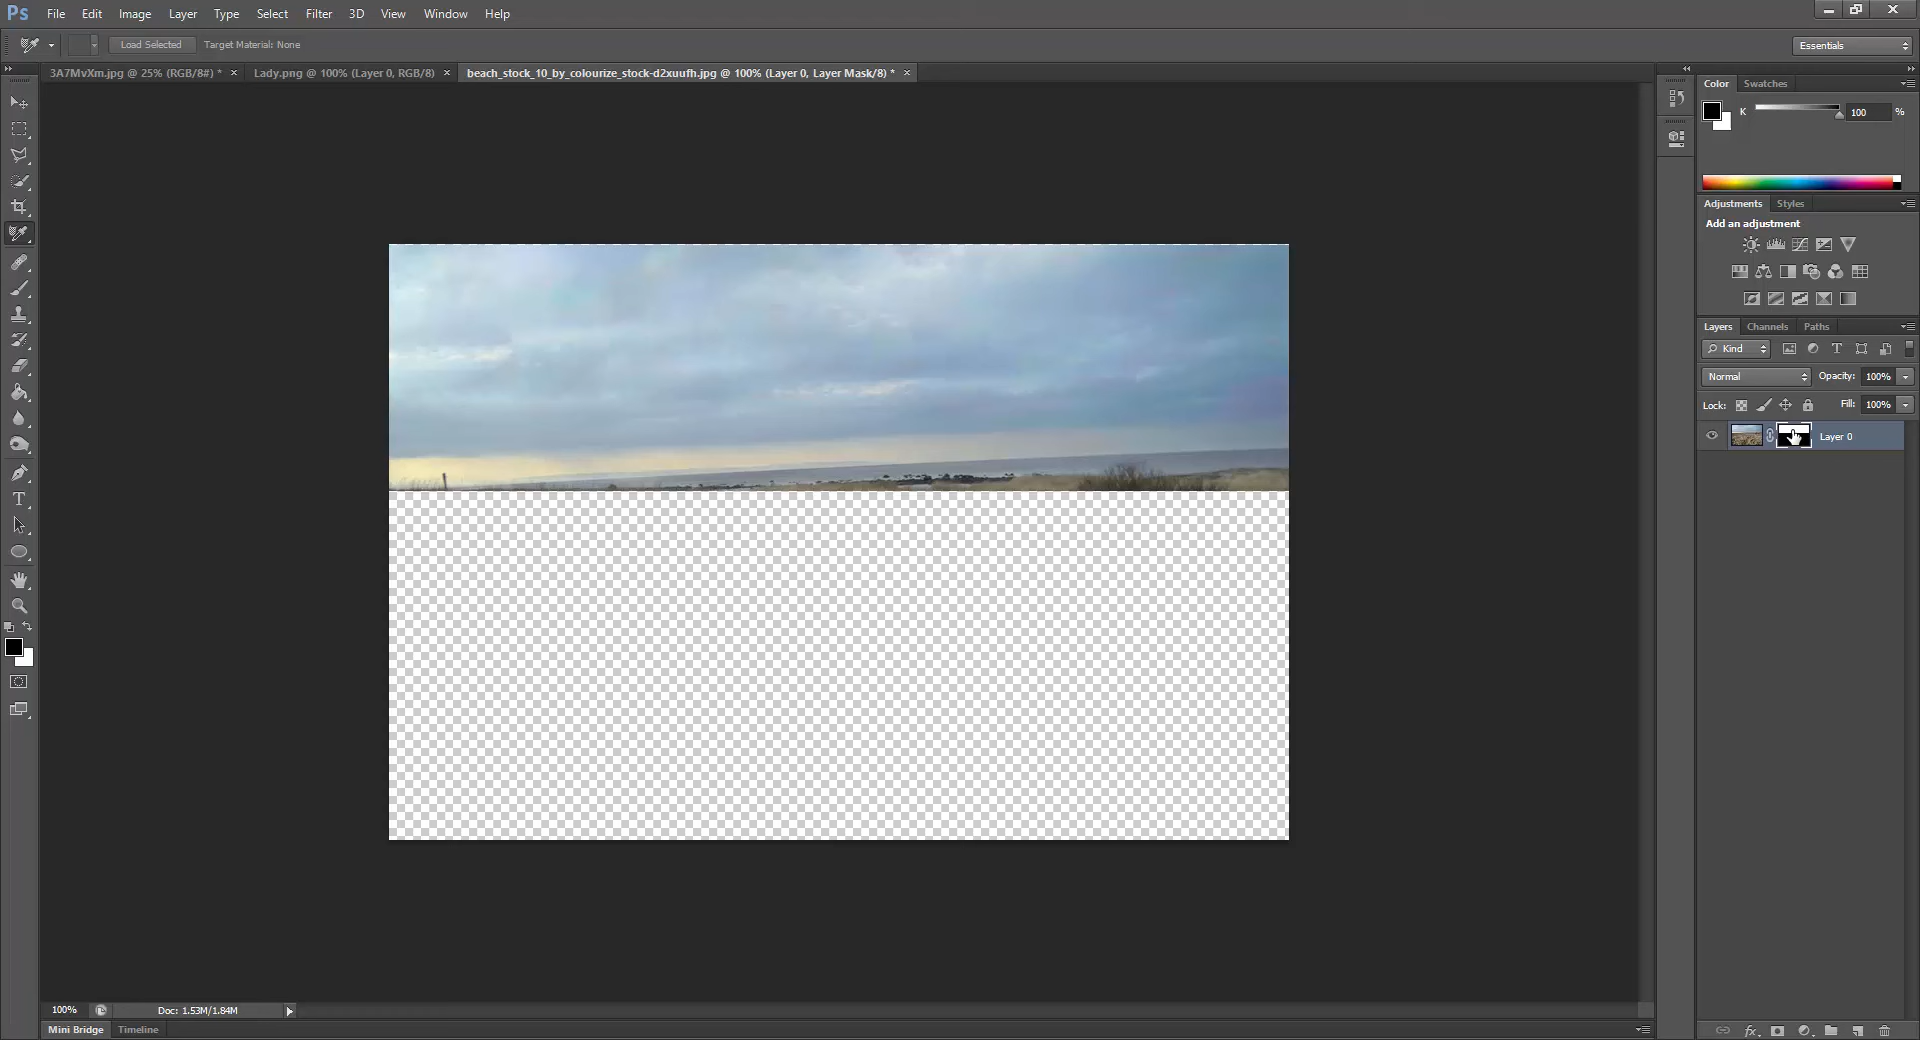 Ps File Edit Image Layer Type Select Filter 3D View Window Help
Load Selected Target Material: None Essentials
3A7MvXm.jpg @ 25% (RGB/8#) * × Lady.png @ 100% (Layer 0, RGB/8) × beach_stock_10_by_colourize_stock-d2xuufh.jpg @ 100% (Layer 0, Layer Mask/8) * ×
Color Swatches
K 100 %
Adjustments Styles
Add an adjustment
Layers Channels Paths
Kind T
Normal Opacity: 100%
Lock: Fill: 100%
Layer 0
T
100% Doc: 1.53M/1.84M
Mini Bridge Timeline
fx